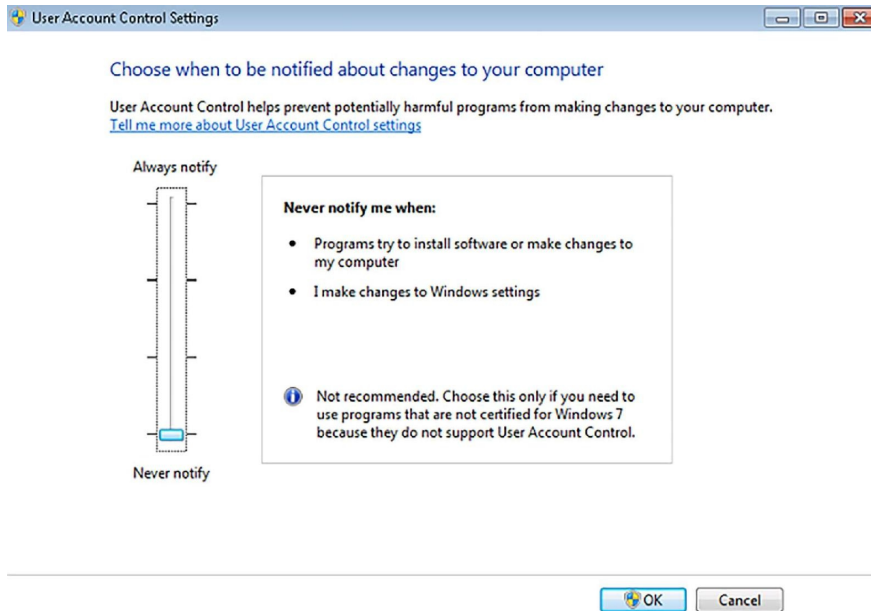 User Account Control Settings
Choose when to be notified about changes to your computer
User Account Control helps prevent potentially harmful programs from making changes to your computer.
Tell me more about User Account Control settings
Always notify
Never notify me when:
• Programs try to install software or make changes to
my computer
• I make changes to Windows settings
Not recommended. Choose this only if you need to
use programs that are not certified for Windows 7
because they do not support User Account Control.
Never notify
OK Cancel